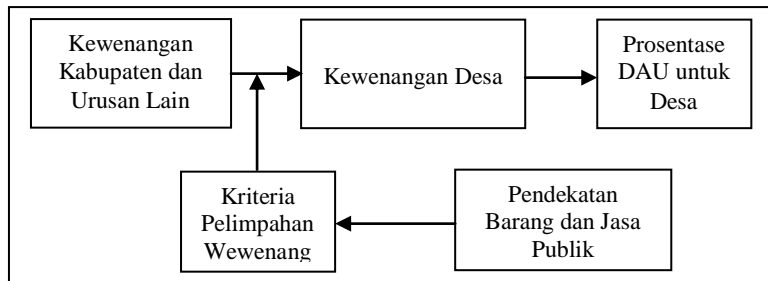 Kewenangan
Kabupaten dan
Urusan Lain
Kewenangan Desa
Prosentase
DAU untuk
Desa
Kriteria
Pelimpahan
Wewenang
Pendekatan
Barang dan Jasa
Publik